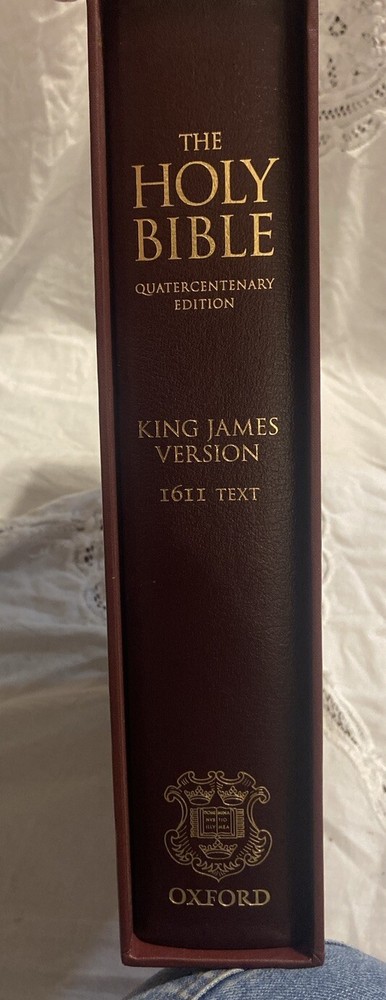 THE
HOLY
BIBLE
QUATERCENTENARY
EDITION
KING JAMES
VERSION
1611 TEXT
OXFORD